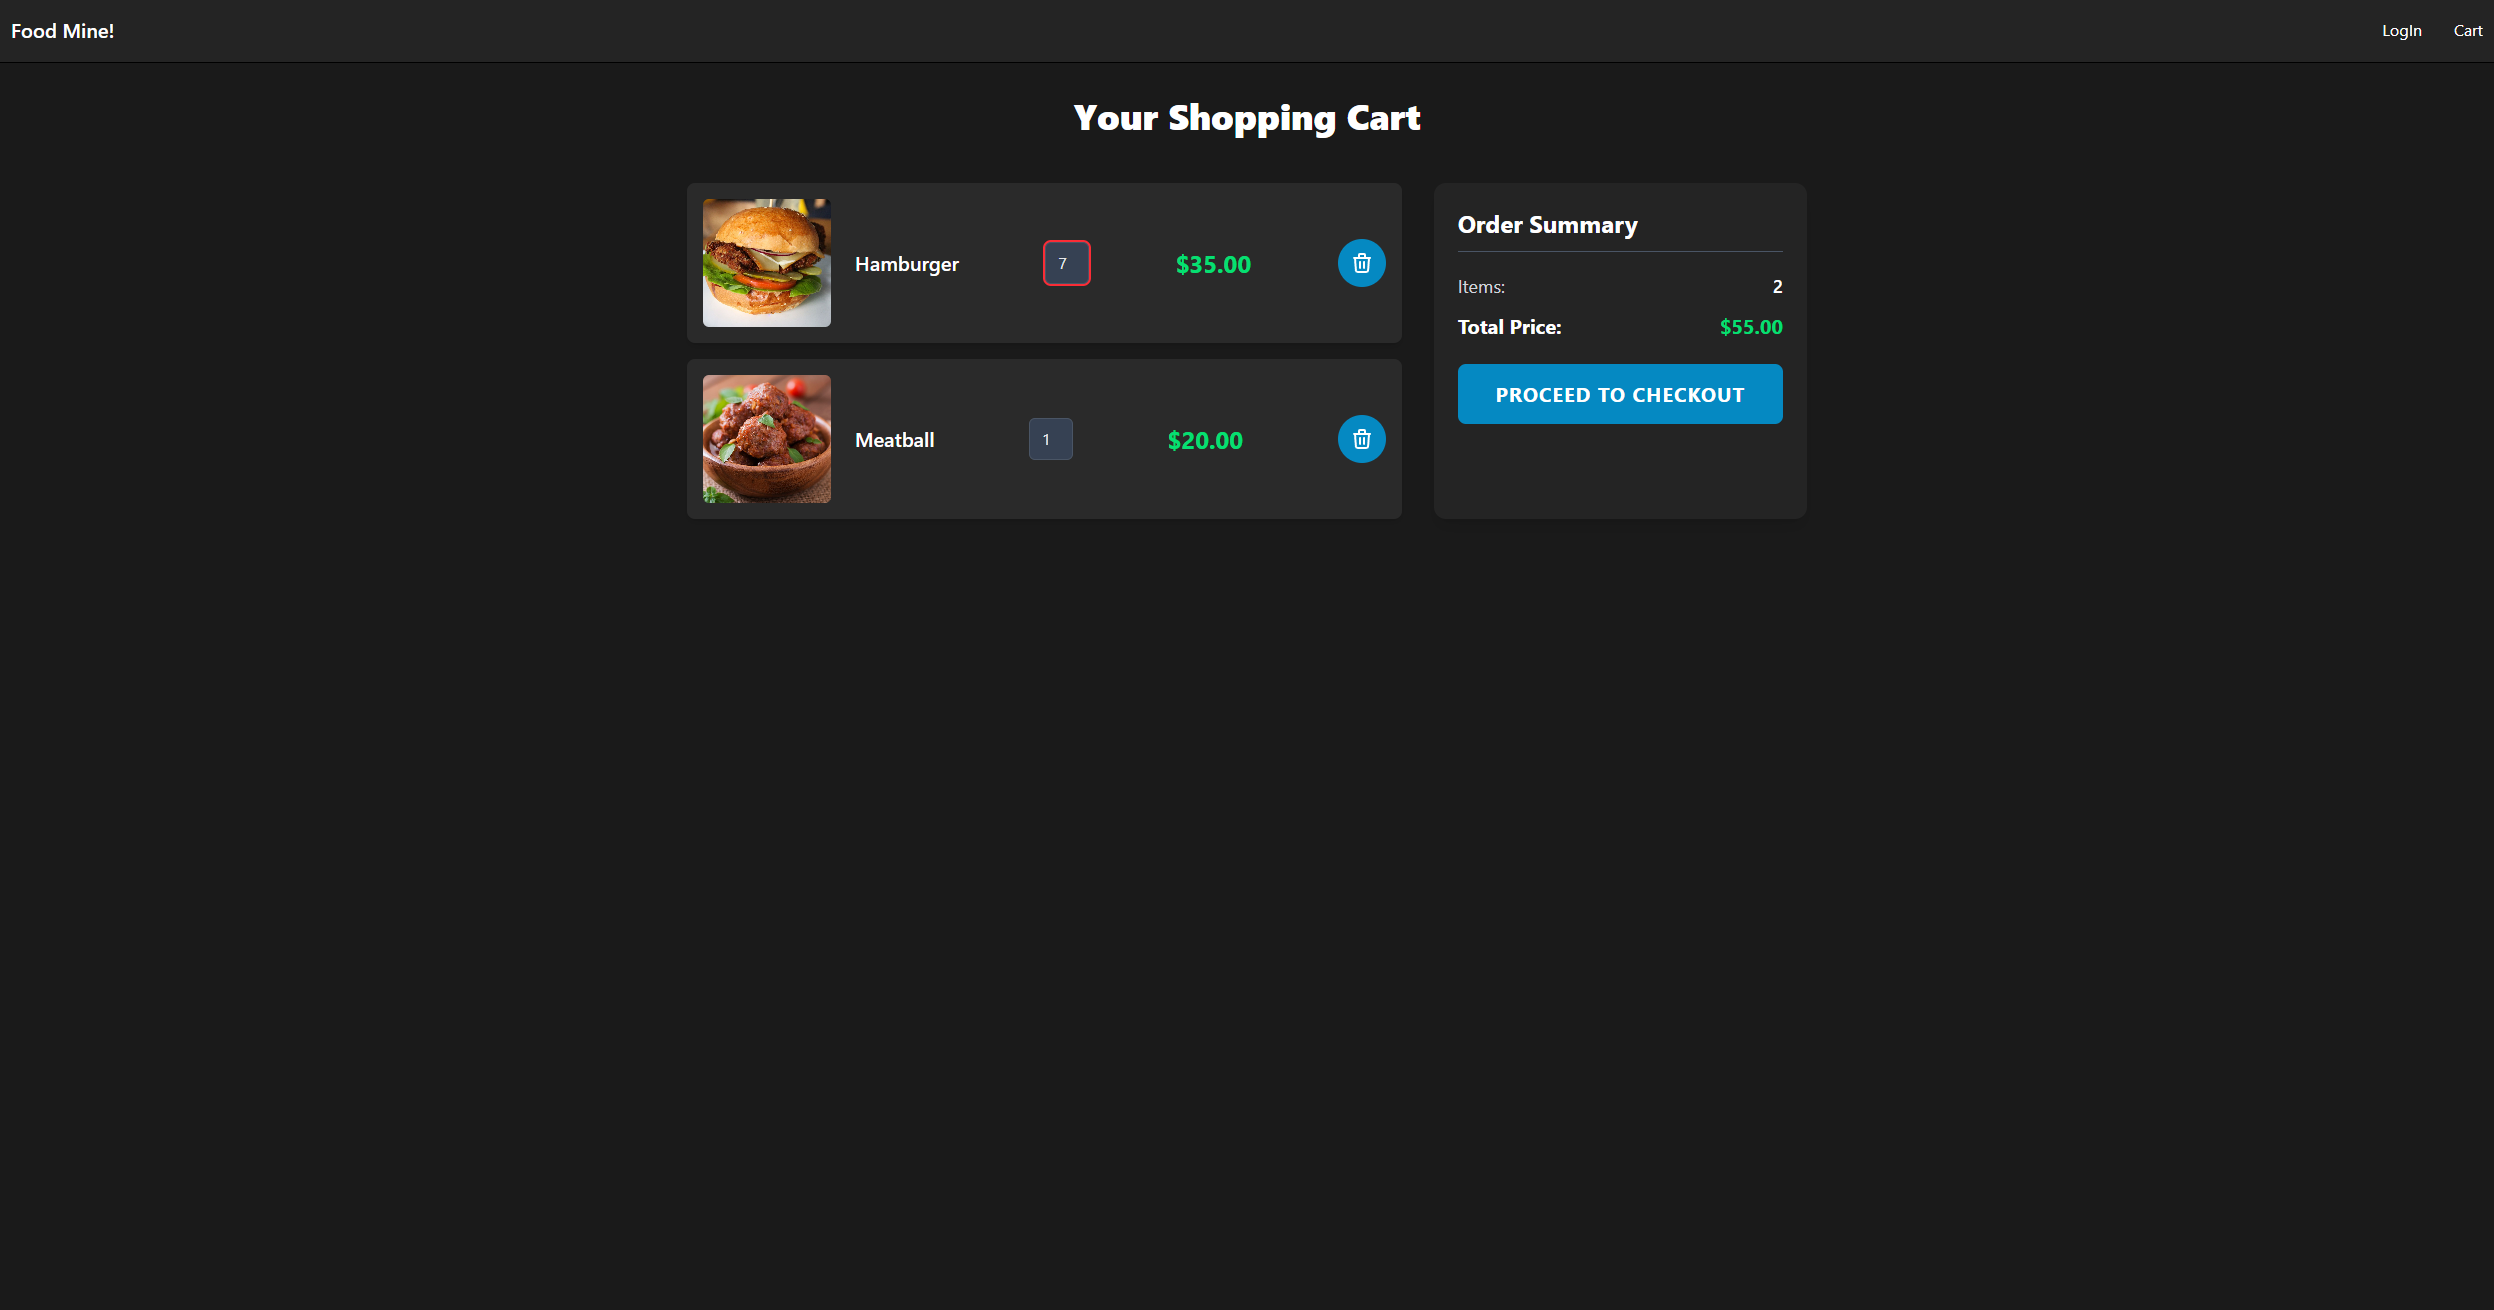 Food Mine!
LogIn Cart
Your Shopping Cart
Hamburger 7 $35.00
Meatball 1 $20.00
Order Summary
Items: 2
Total Price: $55.00
PROCEED TO CHECKOUT